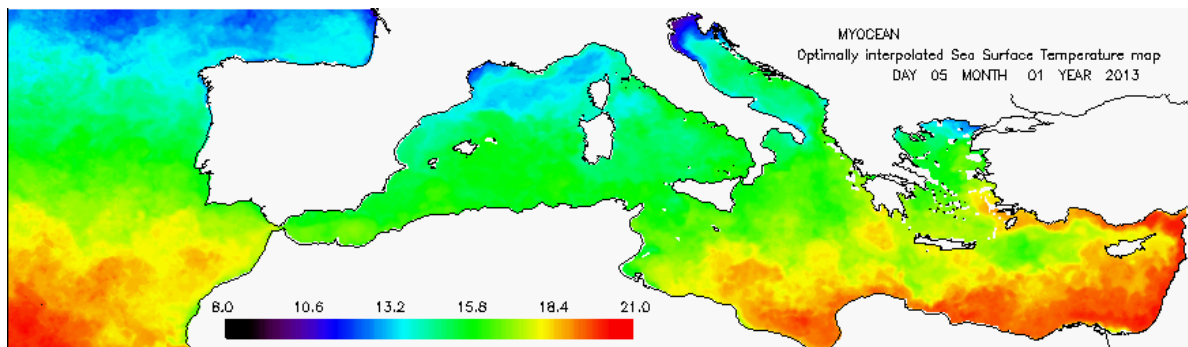 MYOCEAN
Optimally interpolated Sea Surface Temperature map
DAY 05 MONTH 01 YEAR 2013
8.0 10.6 13.2 15.8 18.4 21.0